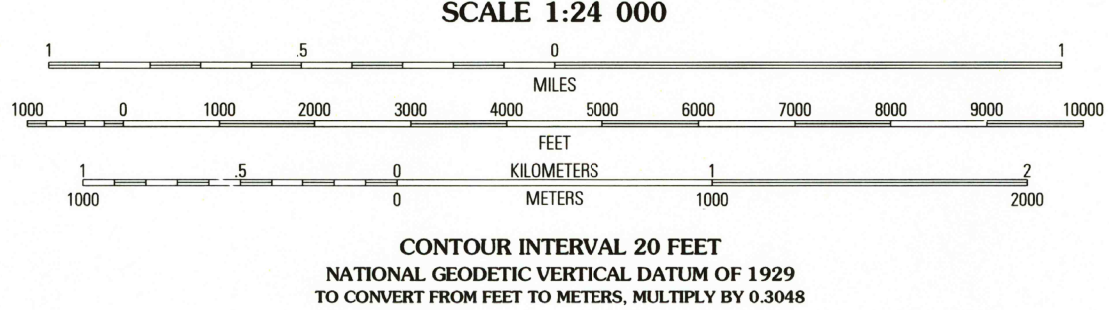 SCALE 1:24 000
1 .5 0 1
MILES
1000 0 1000 2000 3000 4000 5000 6000 7000 8000 9000 10000
FEET
1 .5 0 KILOMETERS 1 2
1000 0 METERS 1000 2000
CONTOUR INTERVAL 20 FEET
NATIONAL GEODETIC VERTICAL DATUM OF 1929
TO CONVERT FROM FEET TO METERS, MULTIPLY BY 0.3048